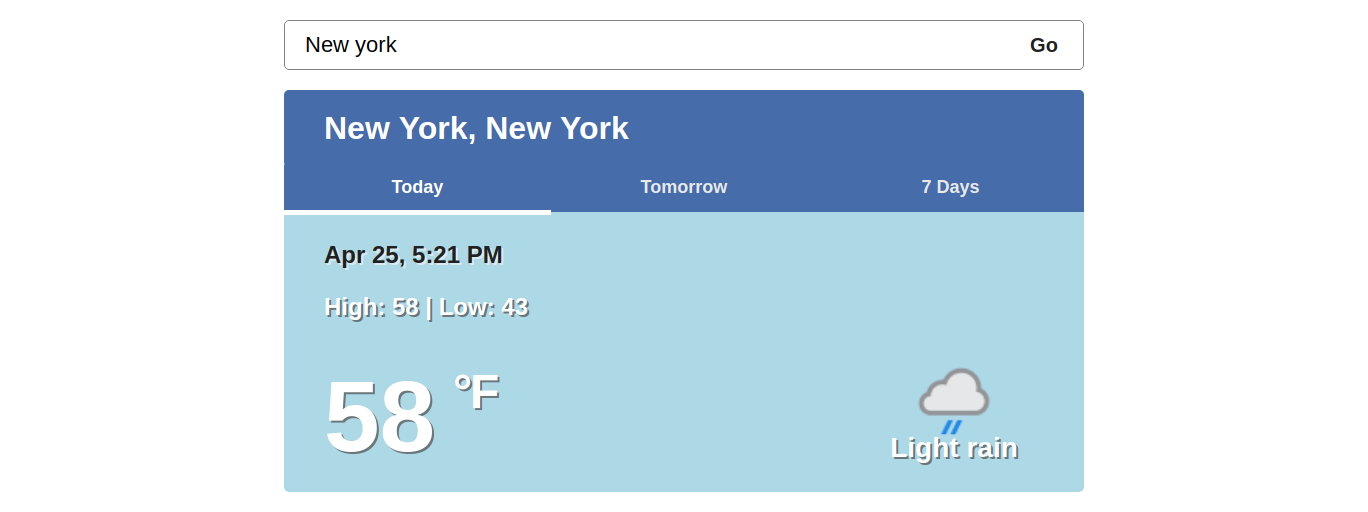 New york Go
New York, New York
Today Tomorrow 7 Days
Apr 25, 5:21 PM
High: 58 | Low: 43
58 °F
Light rain